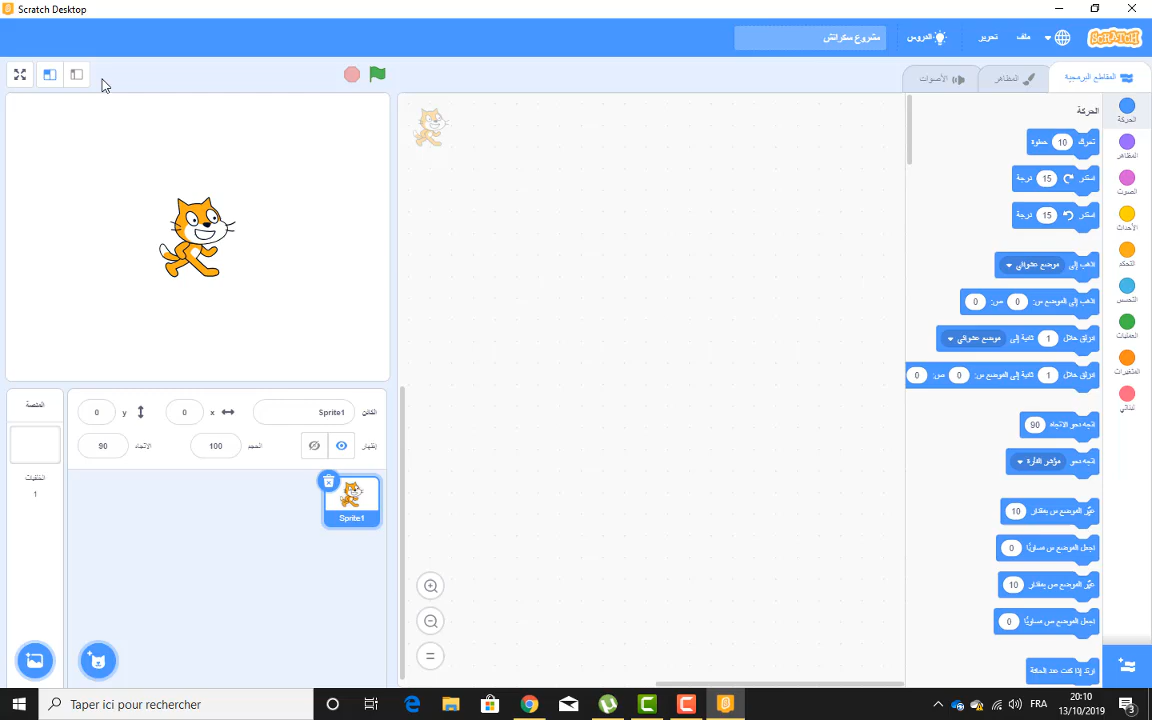 Scratch Desktop
SCRATCH
ملف
تحرير
الدروس
مشروع سكراتش
المقاطع البرمجية
المظاهر
الأصوات
الحركة
المظاهر
الصوت
الأحداث
التحكم
التحسس
العمليات
المتغيرات
لبناتي
الحركة
تحرك 10 خطوة
استدر 15 درجة
استدر 15 درجة
اذهب إلى موضع عشوائي
اذهب إلى الموضع س: 0 ص: 0
انزلق خلال 1 ثانية إلى موضع عشوائي
انزلق خلال 1 ثانية إلى الموضع س: 0 ص: 0
اتجه نحو الاتجاه 90
اتجه نحو مؤشر الفأرة
غيّر الموضع س بمقدار 10
اجعل الموضع س مساويًا 0
غيّر الموضع ص بمقدار 10
اجعل الموضع ص مساويًا 0
ارتد إذا كنت عند الحافة
الكائن Sprite1 x 0 y 0
إظهار الحجم 100 الاتجاه 90
Sprite1
المنصة
الخلفيات
1
Taper ici pour rechercher
FRA
20:10
13/10/2019
3